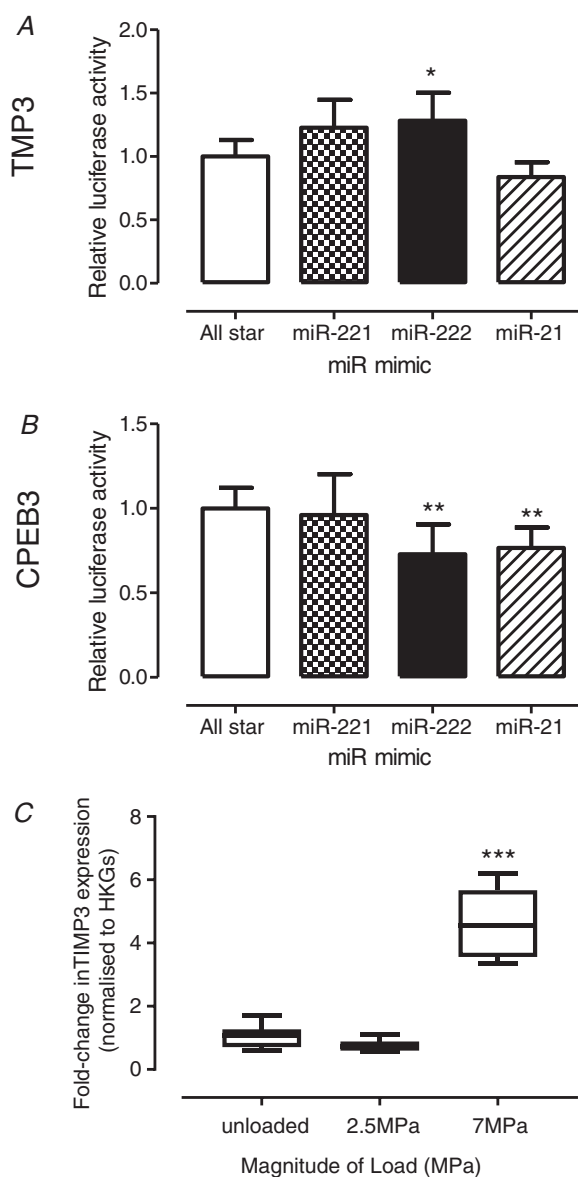 A
TMP3
Relative luciferase activity
2.0
1.5
1.0
0.5
0.0
*
All star miR-221 miR-222 miR-21
miR mimic
B
CPEB3
Relative luciferase activity
1.5
1.0
0.5
0.0
** **
All star miR-221 miR-222 miR-21
miR mimic
C
Fold-change inTIMP3 expression
(normalised to HKGs)
8
6
4
2
0
***
unloaded 2.5MPa 7MPa
Magnitude of Load (MPa)